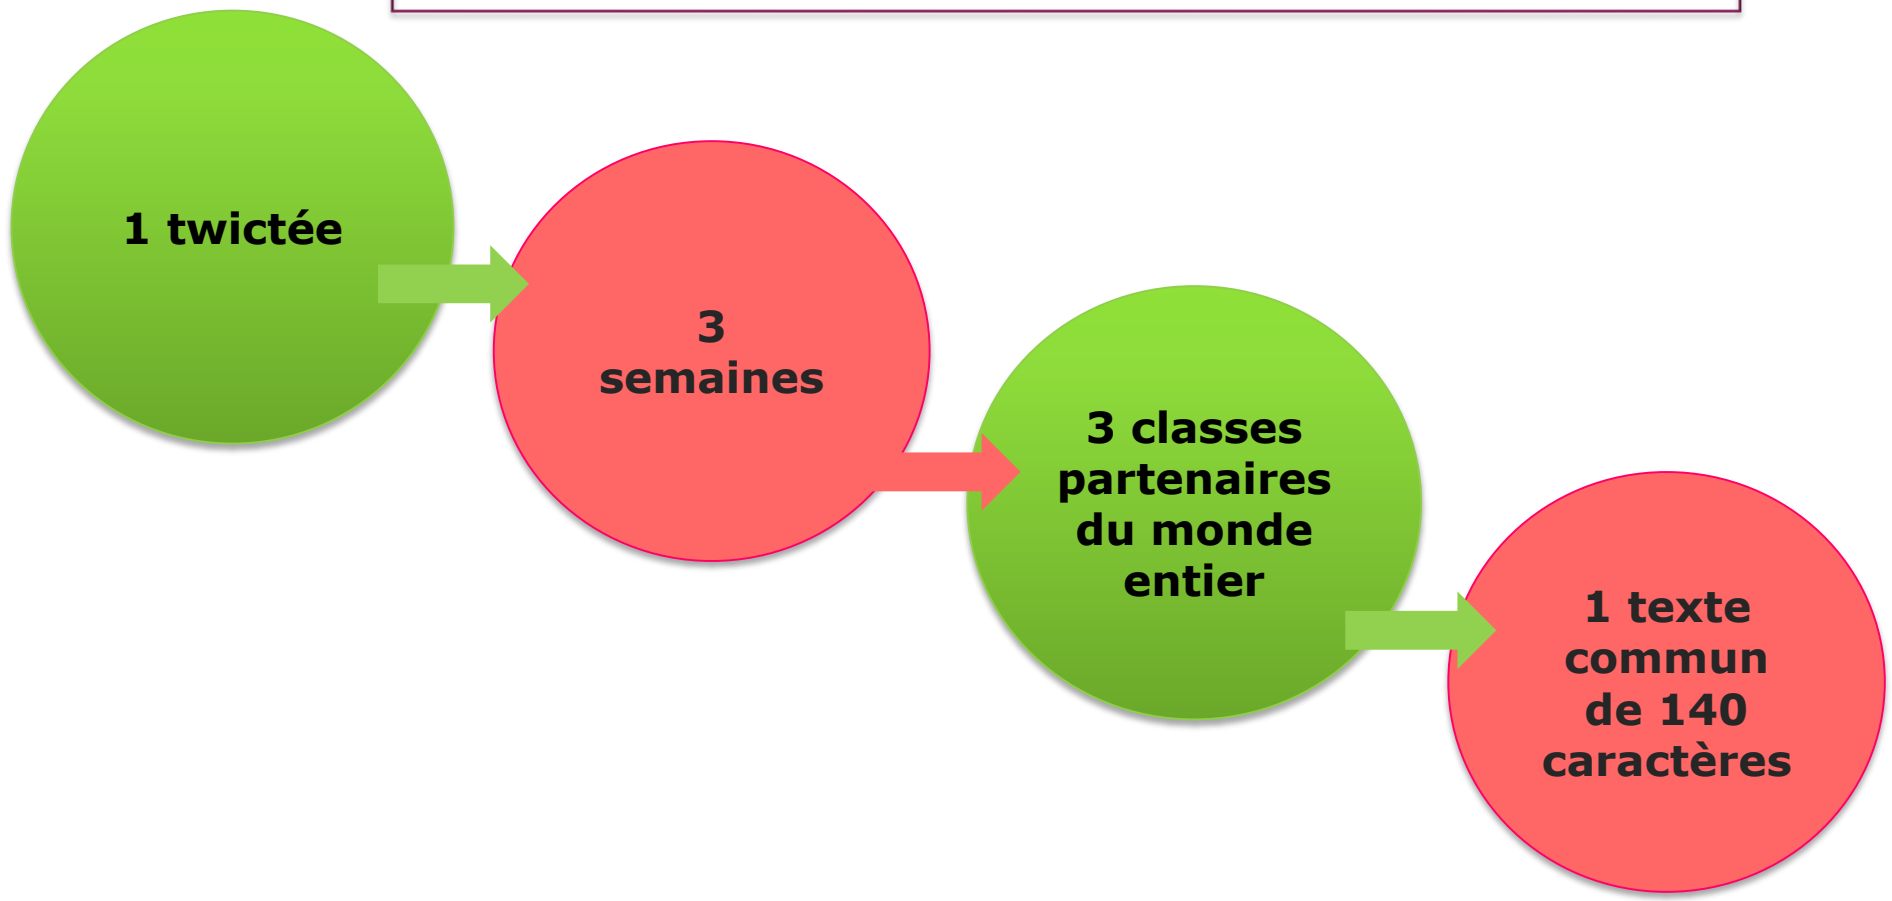 1 twictée
3
semaines
3 classes
partenaires
du monde
entier
1 texte
commun
de 140
caractères